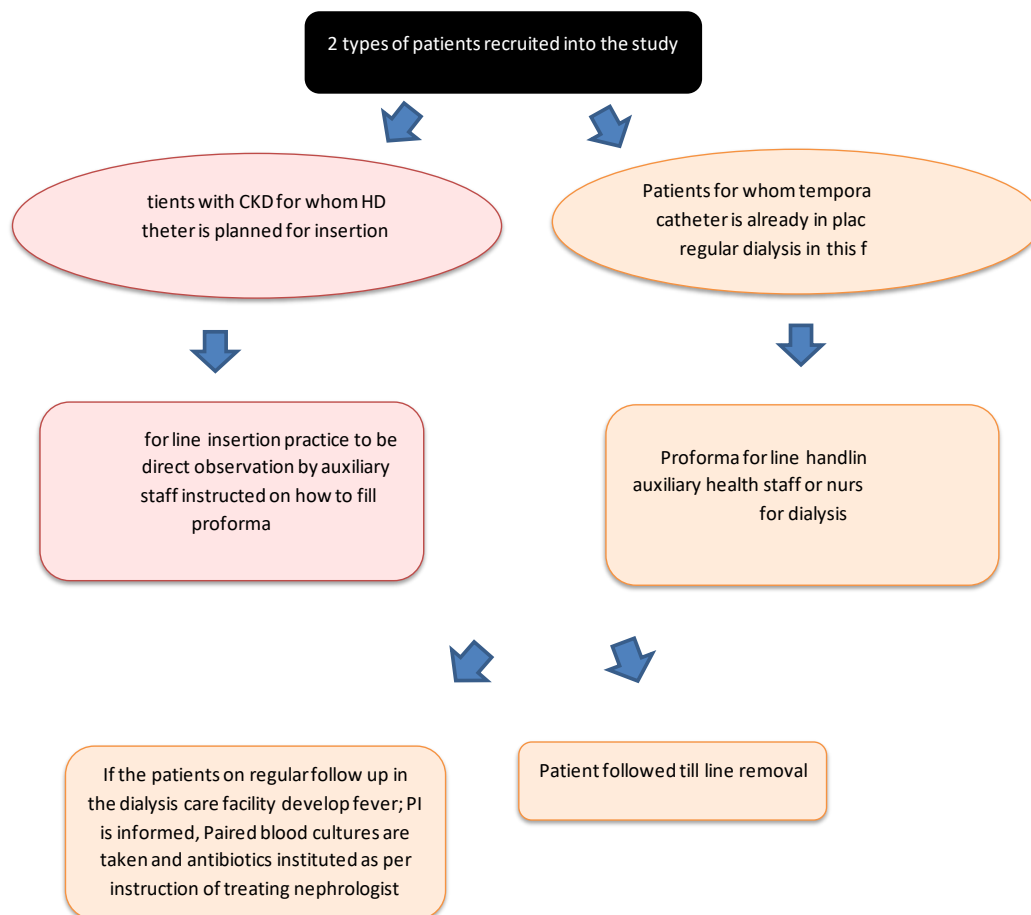 2 types of patients recruited into the study
tients with CKD for whom HD
theter is planned for insertion
Patients for whom tempora
catheter is already in plac
regular dialysis in this f
for line insertion practice to be
direct observation by auxiliary
staff instructed on how to fill
proforma
Proforma for line handlin
auxiliary health staff or nurs
for dialysis
If the patients on regular follow up in
the dialysis care facility develop fever; PI
is informed, Paired blood cultures are
taken and antibiotics instituted as per
instruction of treating nephrologist
Patient followed till line removal